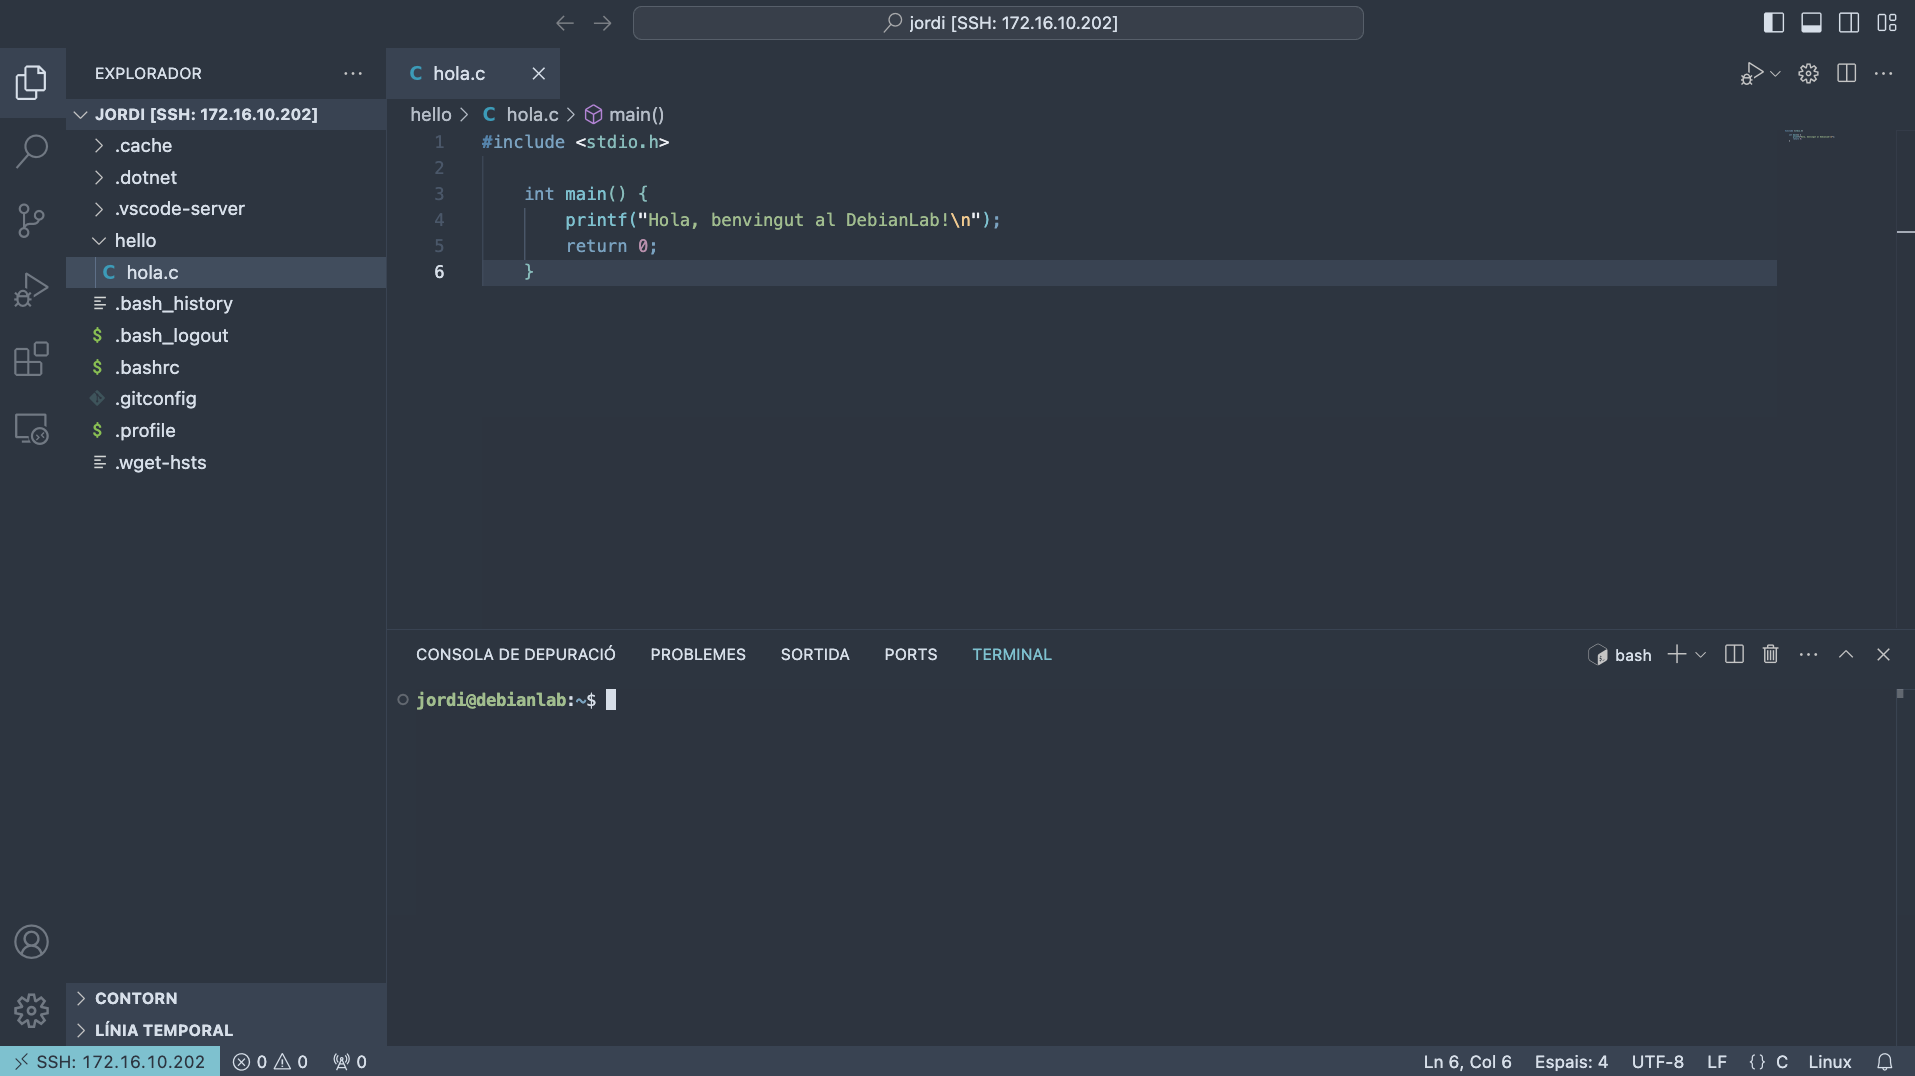 jordi [SSH: 172.16.10.202]
EXPLORADOR
JORDI [SSH: 172.16.10.202]
.cache
.dotnet
.vscode-server
hello
C hola.c
.bash_history
$ .bash_logout
$ .bashrc
.gitconfig
$ .profile
.wget-hsts
CONTORN
LÍNIA TEMPORAL
C hola.c
hello > C hola.c > main()
1 #include <stdio.h>
2
3 int main() {
4 printf("Hola, benvingut al DebianLab!\n");
5 return 0;
6 }
CONSOLA DE DEPURACIÓ PROBLEMES SORTIDA PORTS TERMINAL
bash
jordi@debianlab:~$
SSH: 172.16.10.202 0 0 0 Ln 6, Col 6 Espais: 4 UTF-8 LF {} C Linux